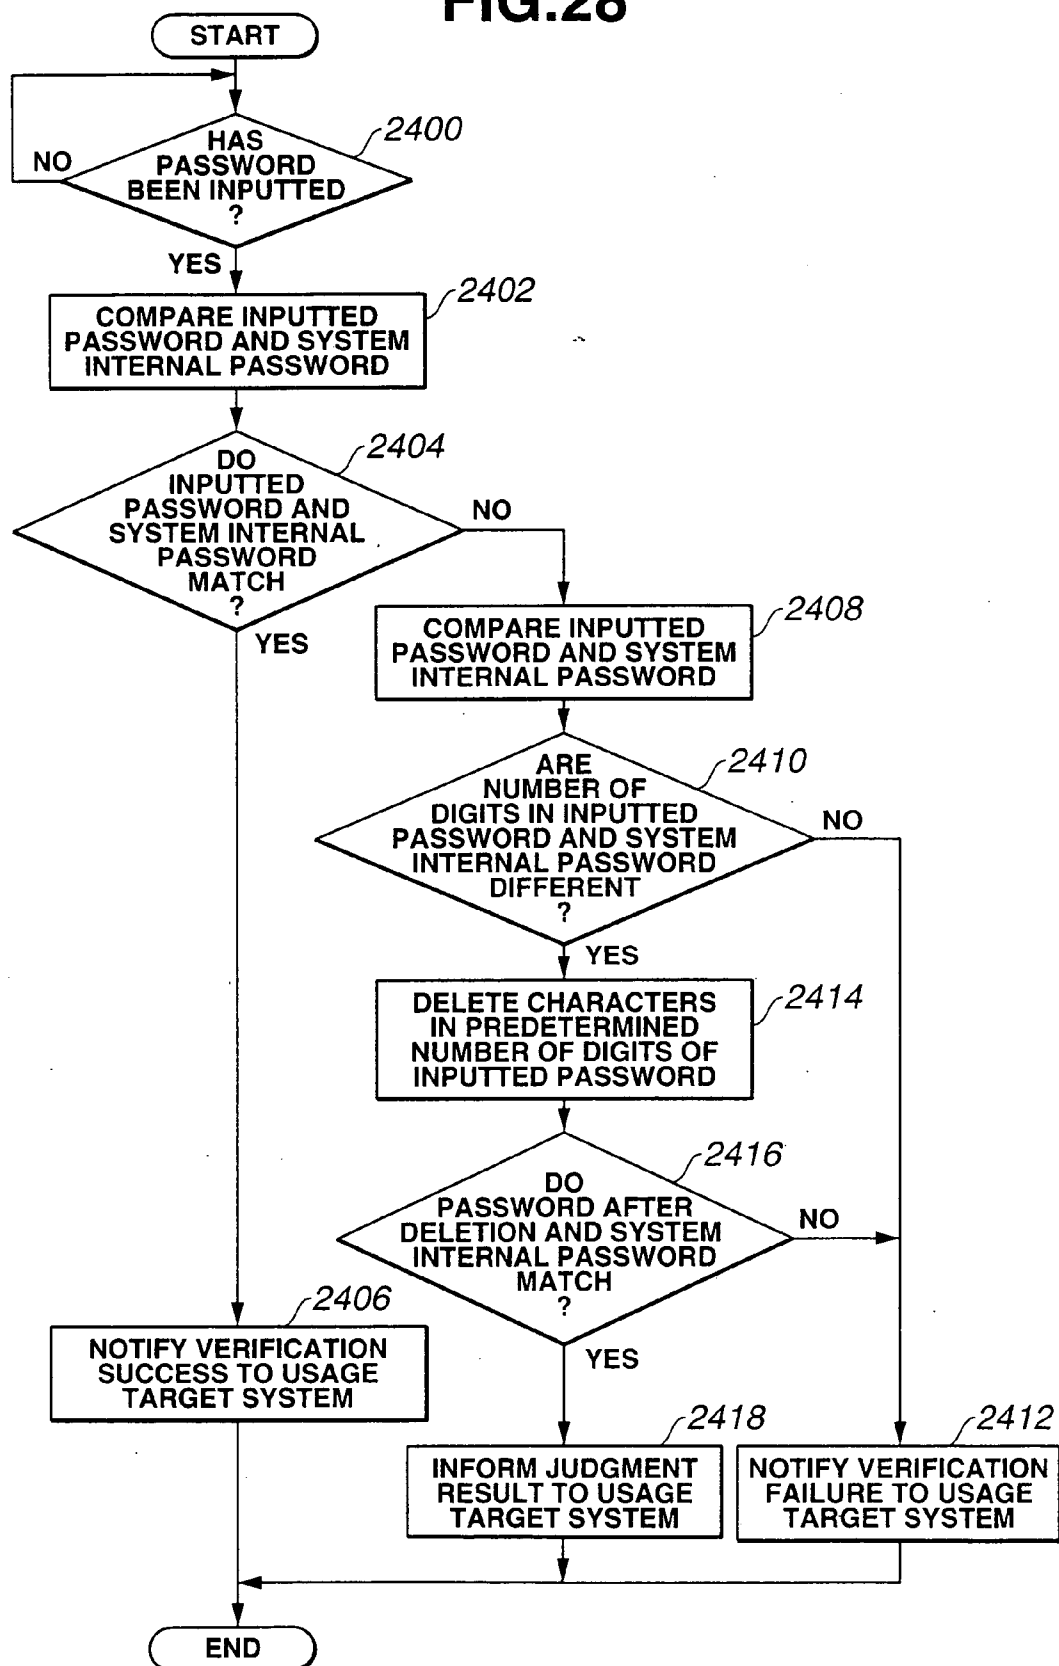 FIG.28
START
2400
HAS
PASSWORD
BEEN INPUTTED
?
NO
YES
2402
COMPARE INPUTTED
PASSWORD AND SYSTEM
INTERNAL PASSWORD
2404
DO
INPUTTED
PASSWORD AND
SYSTEM INTERNAL
PASSWORD
MATCH
?
NO
YES
2408
COMPARE INPUTTED
PASSWORD AND SYSTEM
INTERNAL PASSWORD
2410
ARE
NUMBER OF
DIGITS IN INPUTTED
PASSWORD AND SYSTEM
INTERNAL PASSWORD
DIFFERENT
?
NO
YES
2414
DELETE CHARACTERS
IN PREDETERMINED
NUMBER OF DIGITS OF
INPUTTED PASSWORD
2416
DO
PASSWORD AFTER
DELETION AND SYSTEM
INTERNAL PASSWORD
MATCH
?
NO
YES
2406
NOTIFY VERIFICATION
SUCCESS TO USAGE
TARGET SYSTEM
2418
INFORM JUDGMENT
RESULT TO USAGE
TARGET SYSTEM
2412
NOTIFY VERIFICATION
FAILURE TO USAGE
TARGET SYSTEM
END